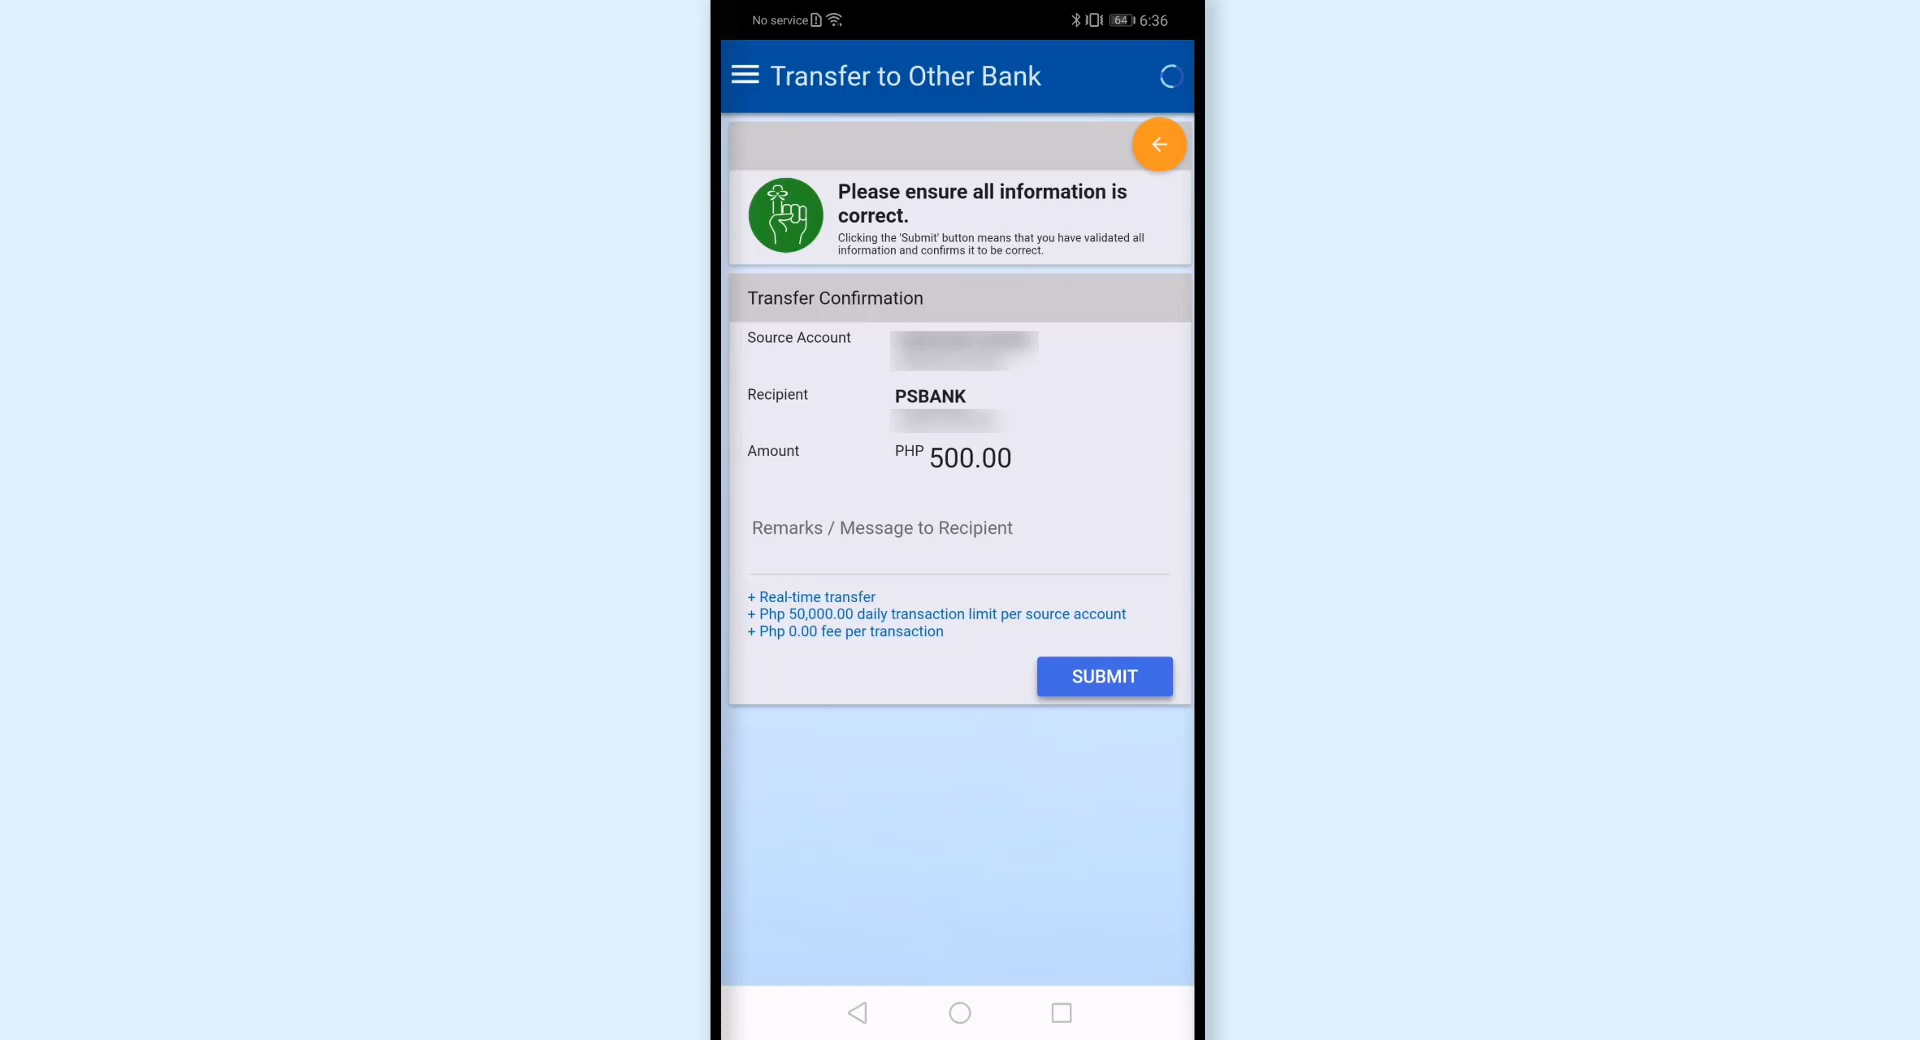 No service
64 6:36
Transfer to Other Bank
Please ensure all information is
correct.
Clicking the 'Submit' button means that you have validated all
information and confirms it to be correct.
Transfer Confirmation
Source Account
Recipient PSBANK
Amount PHP 500.00
Remarks / Message to Recipient
+ Real-time transfer
+ Php 50,000.00 daily transaction limit per source account
+ Php 0.00 fee per transaction
SUBMIT